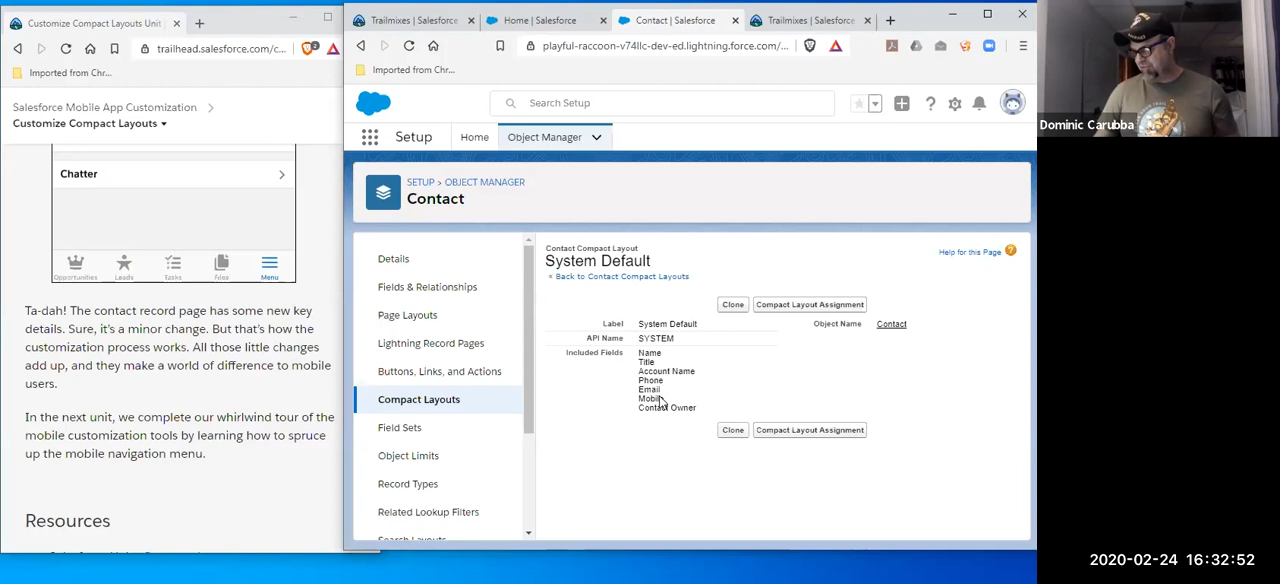 Customize Compact Layouts Unit
trailhead.salesforce.com/c...
Imported from Chr...
Salesforce Mobile App Customization
Customize Compact Layouts
Chatter
Opportunities Leads Tasks Files Menu
Ta-dah! The contact record page has some new key
details. Sure, it's a minor change. But that's how the
customization process works. All those little changes
add up, and they make a world of difference to mobile
users.
In the next unit, we complete our whirlwind tour of the
mobile customization tools by learning how to spruce
up the mobile navigation menu.
Resources
Trailmixes | Salesforce
Home | Salesforce
Contact | Salesforce
Trailmixes | Salesforce
playful-raccoon-v74llc-dev-ed.lightning.force.com/...
Imported from Chr...
Search Setup
Setup
Home
Object Manager
SETUP > OBJECT MANAGER
Contact
Details
Fields & Relationships
Page Layouts
Lightning Record Pages
Buttons, Links, and Actions
Compact Layouts
Field Sets
Object Limits
Record Types
Related Lookup Filters
Search Layouts
Contact Compact Layout
System Default
« Back to Contact Compact Layouts
Help for this Page
Clone Compact Layout Assignment
Label System Default Object Name Contact
API Name SYSTEM
Included Fields Name
Title
Account Name
Phone
Email
Mobile
Contact Owner
Clone Compact Layout Assignment
Dominic Carubba
2020-02-24 16:32:52